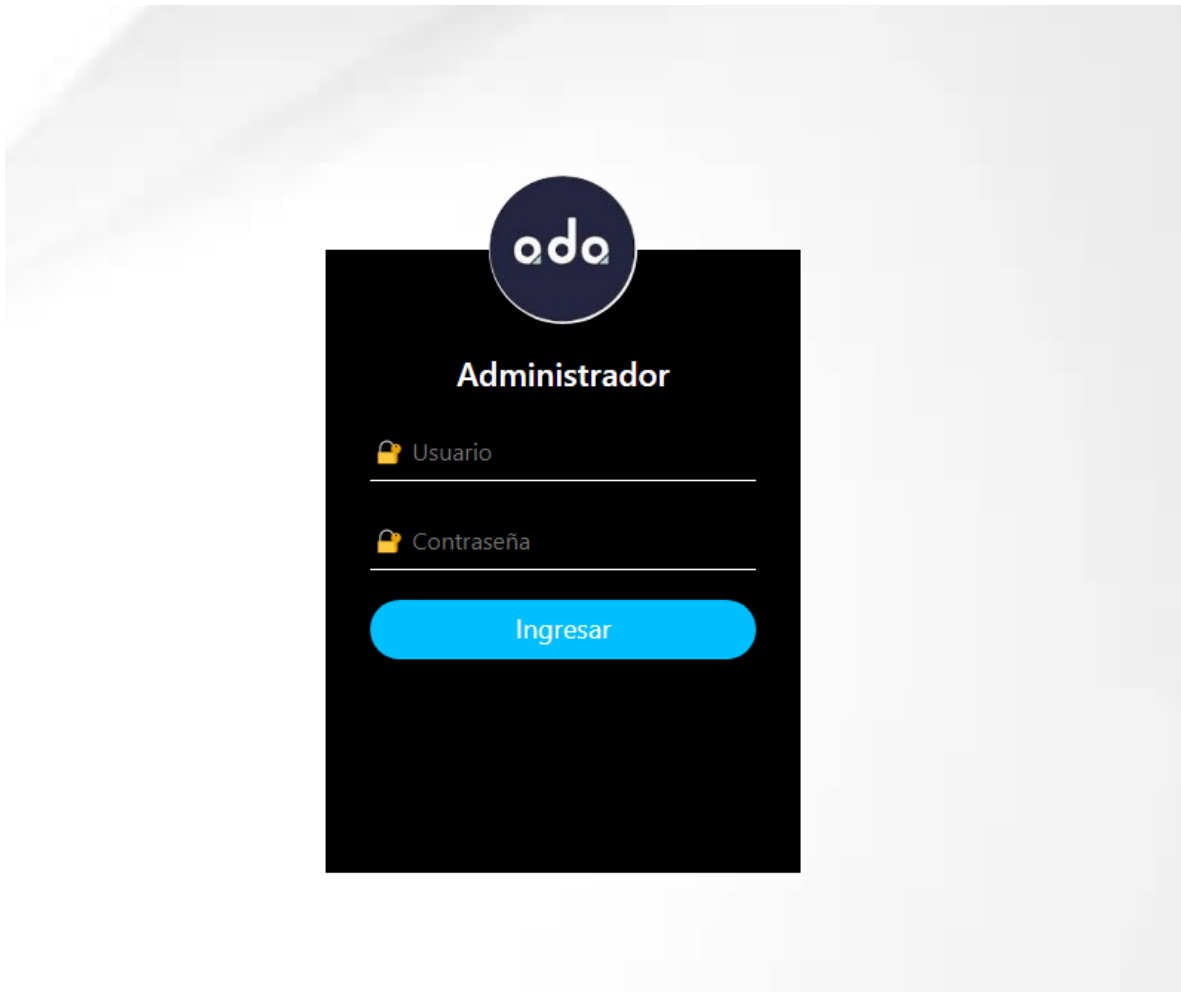 ada
Administrador
🔐 Usuario
🔐 Contraseña
Ingresar